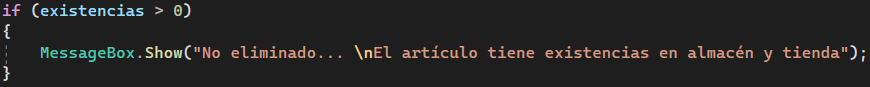 if (existencias > 0)
{
MessageBox.Show("No eliminado... \nEl artículo tiene existencias en almacén y tienda");
}